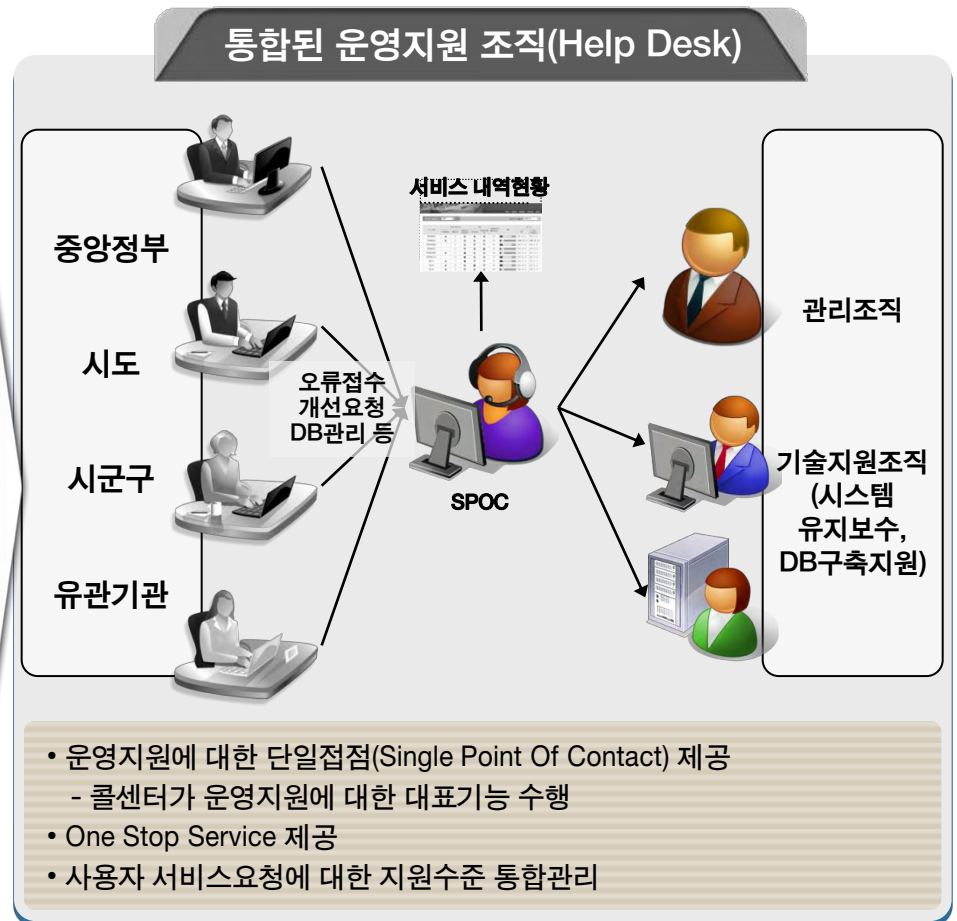 통합된 운영지원 조직(Help Desk)
중앙정부
시도
시군구
유관기관
오류접수
개선요청
DB관리 등
서비스 내역현황
SPOC
관리조직
기술지원조직
(시스템
유지보수,
DB구축지원)
• 운영지원에 대한 단일접점(Single Point Of Contact) 제공
- 콜센터가 운영지원에 대한 대표기능 수행
• One Stop Service 제공
• 사용자 서비스요청에 대한 지원수준 통합관리